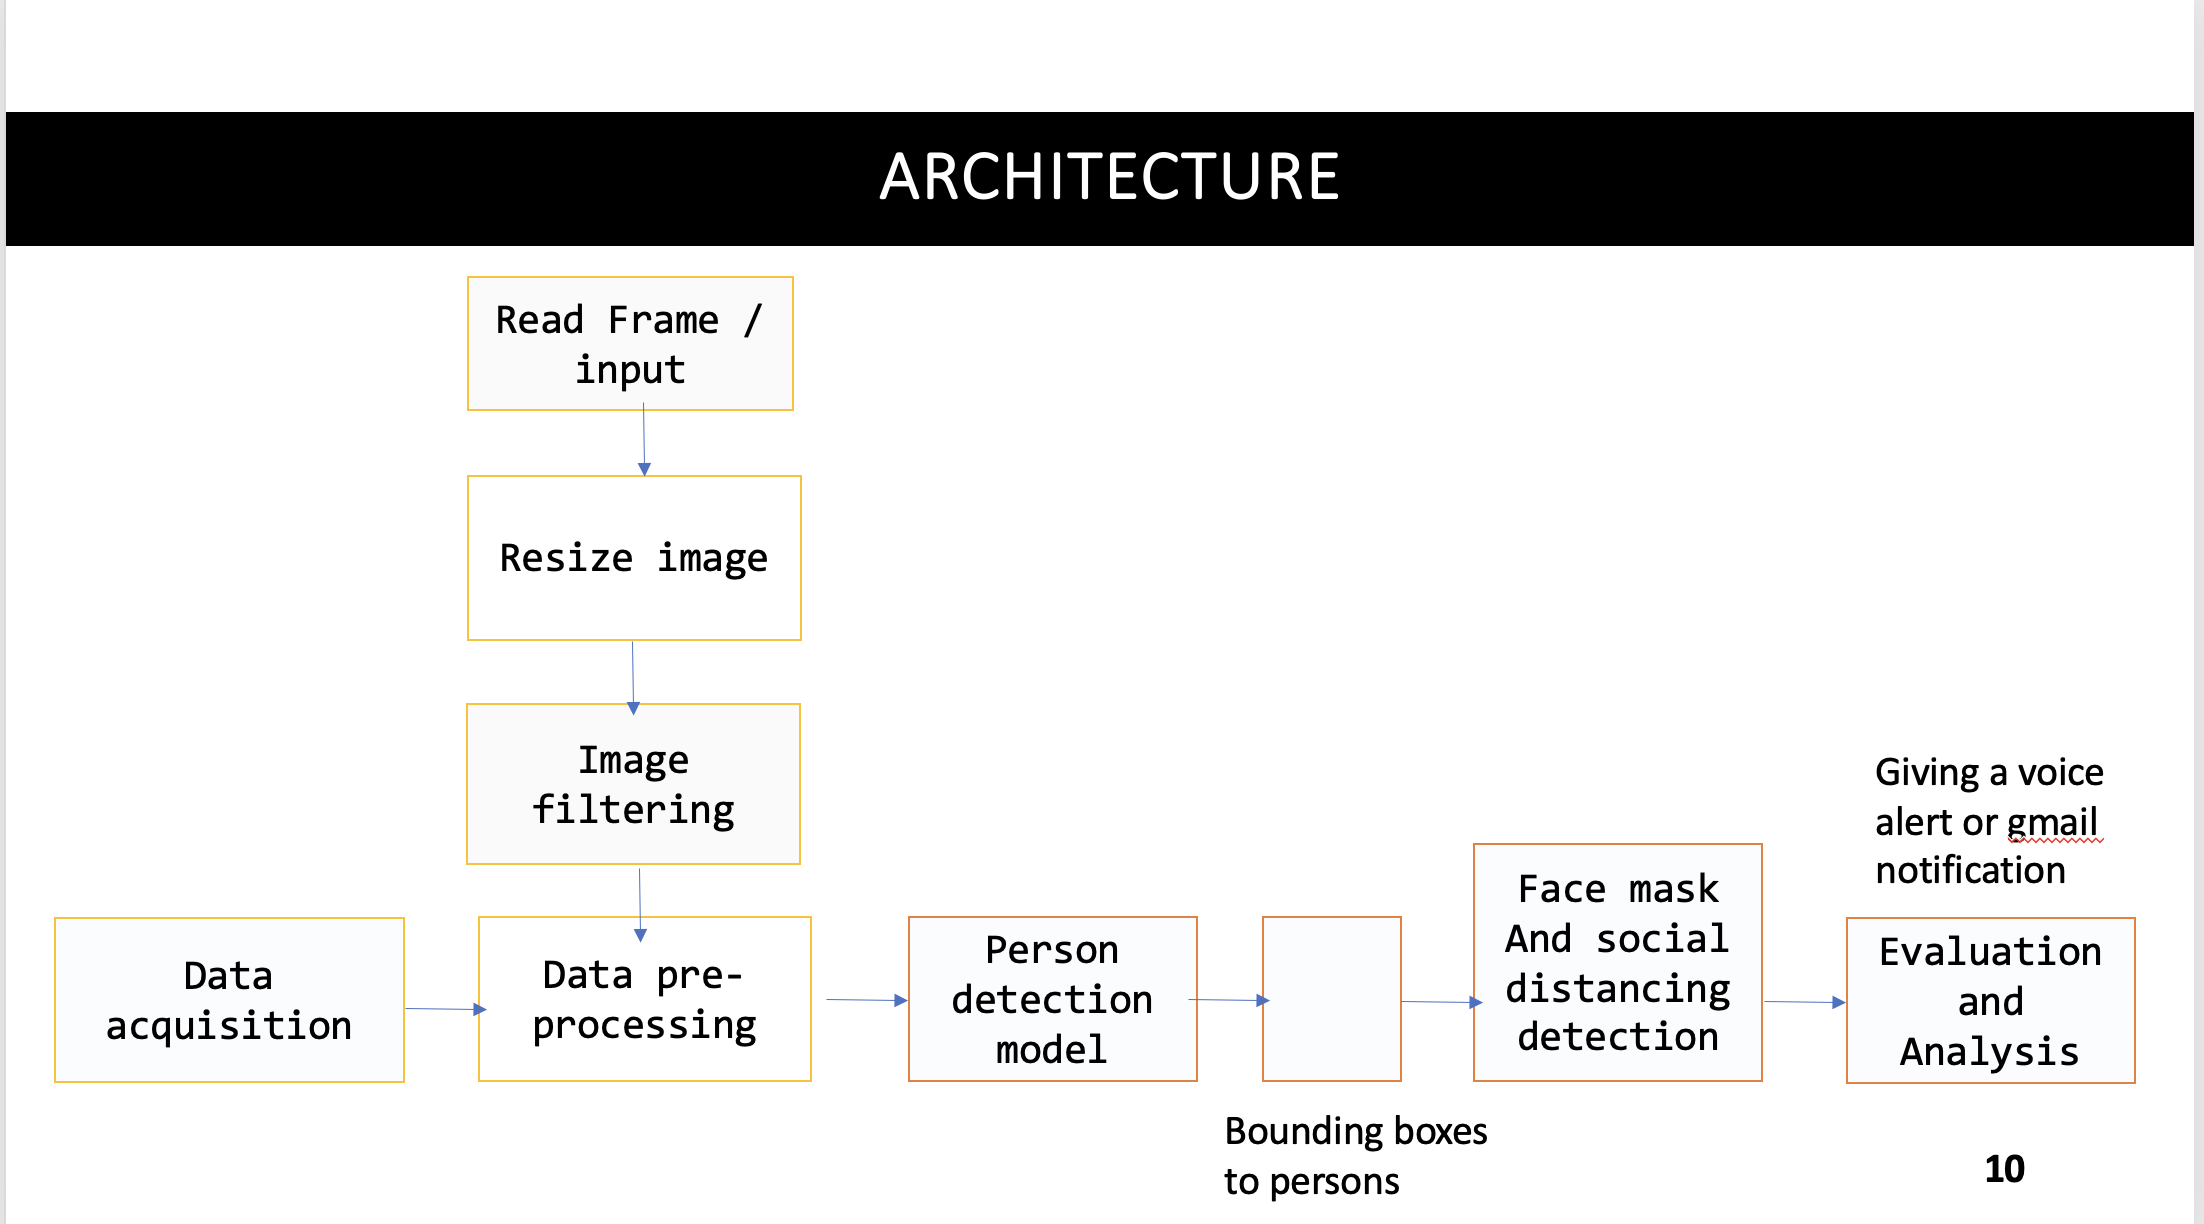 ARCHITECTURE
Read Frame /
input
Resize image
Image
filtering
Data
acquisition
Data pre-
processing
Person
detection
model
Bounding boxes
to persons
Face mask
And social
distancing
detection
Giving a voice
alert or gmail
notification
Evaluation
and
Analysis
10